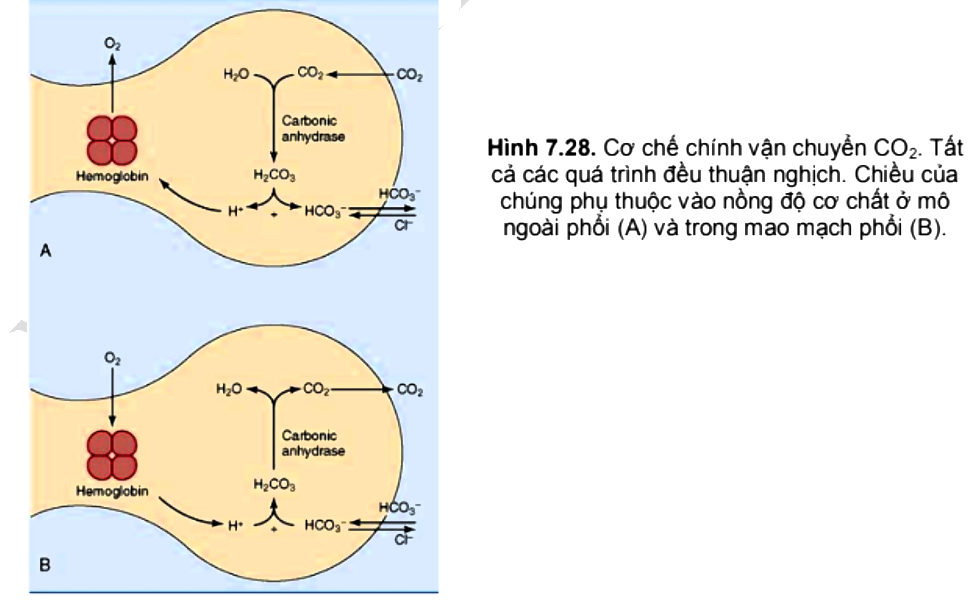 O₂
H₂O
CO₂
CO₂
Carbonic
anhydrase
Hemoglobin
H₂CO₃
HCO₃⁻
H⁺
+
HCO₃⁻
Cl⁻
A
Hình 7.28. Cơ chế chính vận chuyển CO₂. Tất
cả các quá trình đều thuận nghịch. Chiều của
chúng phụ thuộc vào nồng độ cơ chất ở mô
ngoài phổi (A) và trong mao mạch phổi (B).
O₂
H₂O
CO₂
CO₂
Carbonic
anhydrase
Hemoglobin
H₂CO₃
HCO₃⁻
H⁺
+
HCO₃⁻
Cl⁻
B